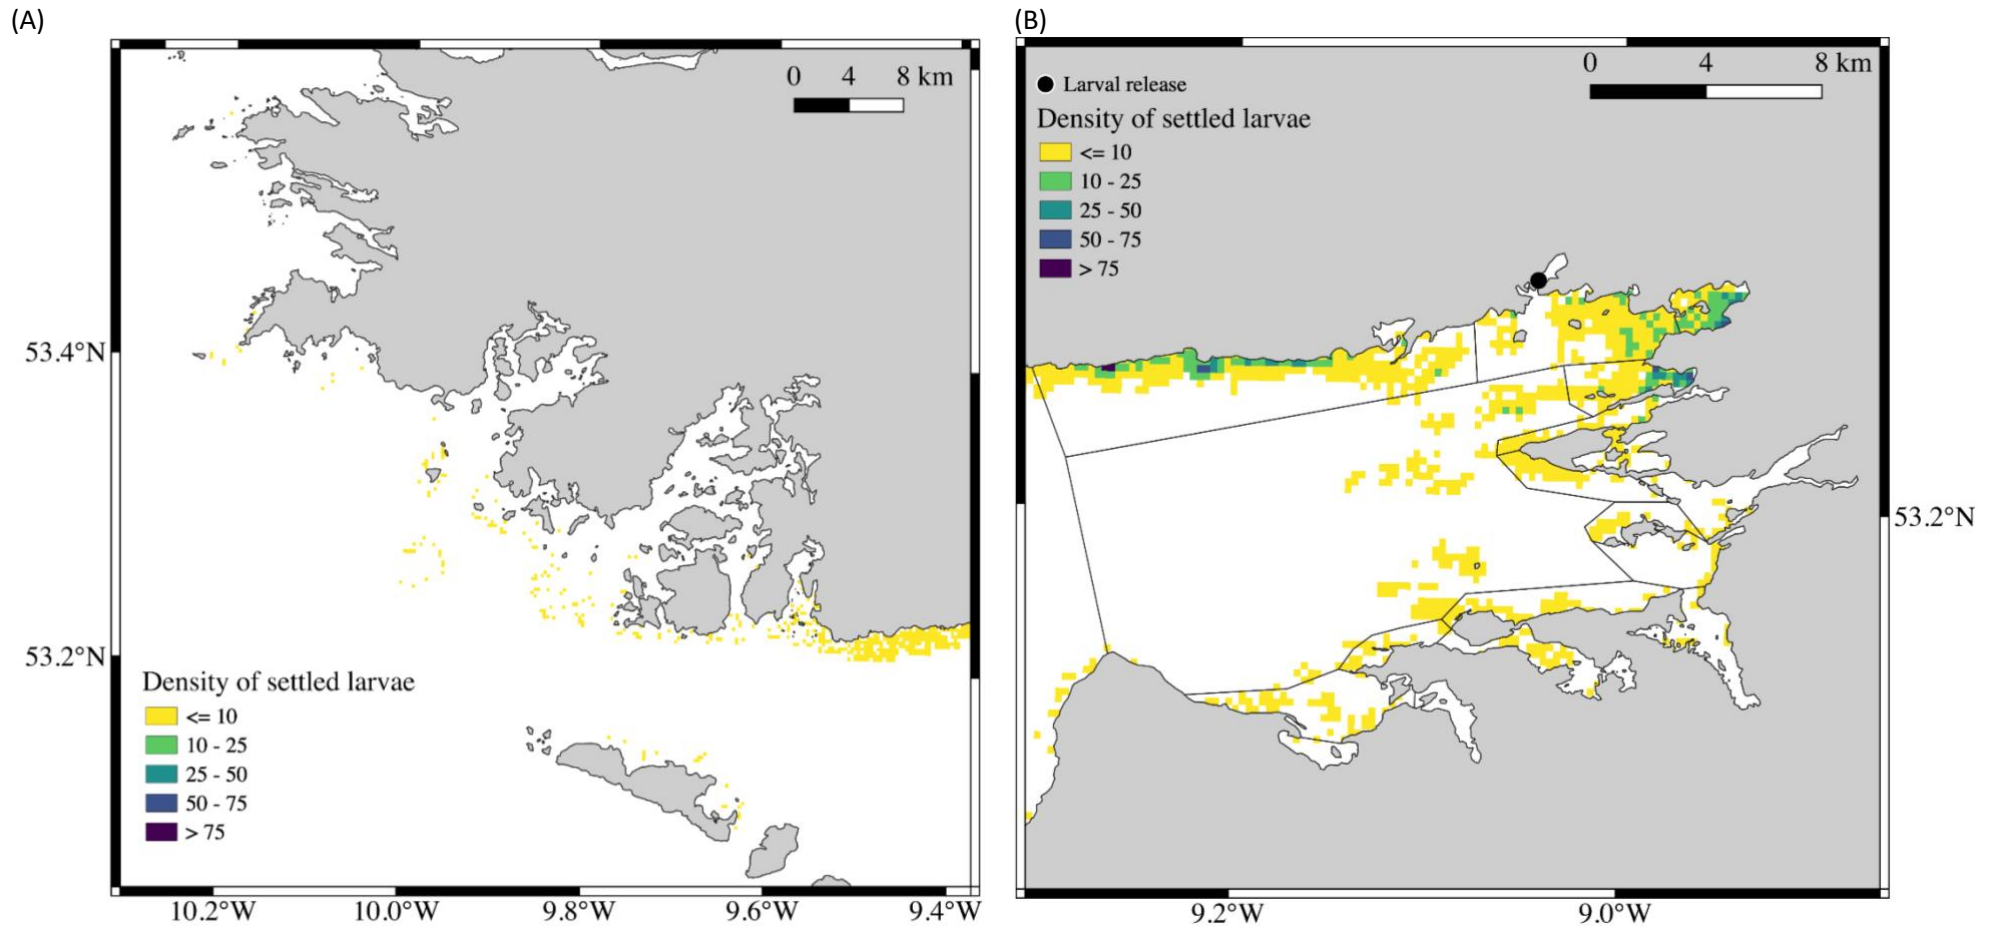 (A)
0 4 8 km
53.4°N
53.2°N
Density of settled larvae
<= 10
10 - 25
25 - 50
50 - 75
> 75
10.2°W 10.0°W 9.8°W 9.6°W 9.4°W
(B)
0 4 8 km
Larval release
Density of settled larvae
<= 10
10 - 25
25 - 50
50 - 75
> 75
53.2°N
9.2°W 9.0°W